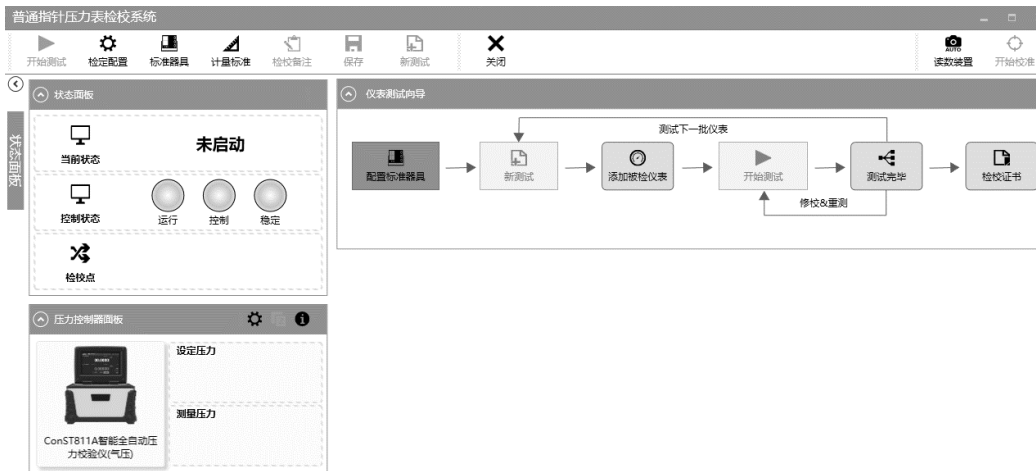 普通指针压力表检校系统
开始测试 检定配置 标准器具 计量标准 检校备注 保存 新测试 关闭 AUTO 读数装置 开始校准
状态面板
状态面板
仪表测试向导
当前状态
未启动
控制状态
运行 控制 稳定
检校点
测试下一批仪表
配置标准器具 新测试 添加被检仪表 开始测试 测试完毕 检校证书
修校&重测
压力控制器面板
设定压力
测量压力
ConST811A智能全自动压
力校验仪(气压)